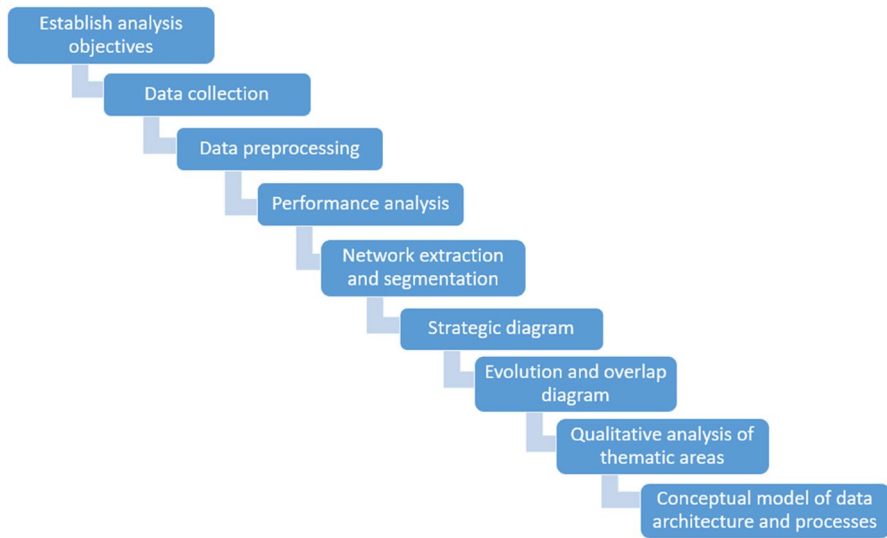 Establish analysis
objectives
Data collection
Data preprocessing
Performance analysis
Network extraction
and segmentation
Strategic diagram
Evolution and overlap
diagram
Qualitative analysis of
thematic areas
Conceptual model of data
architecture and processes